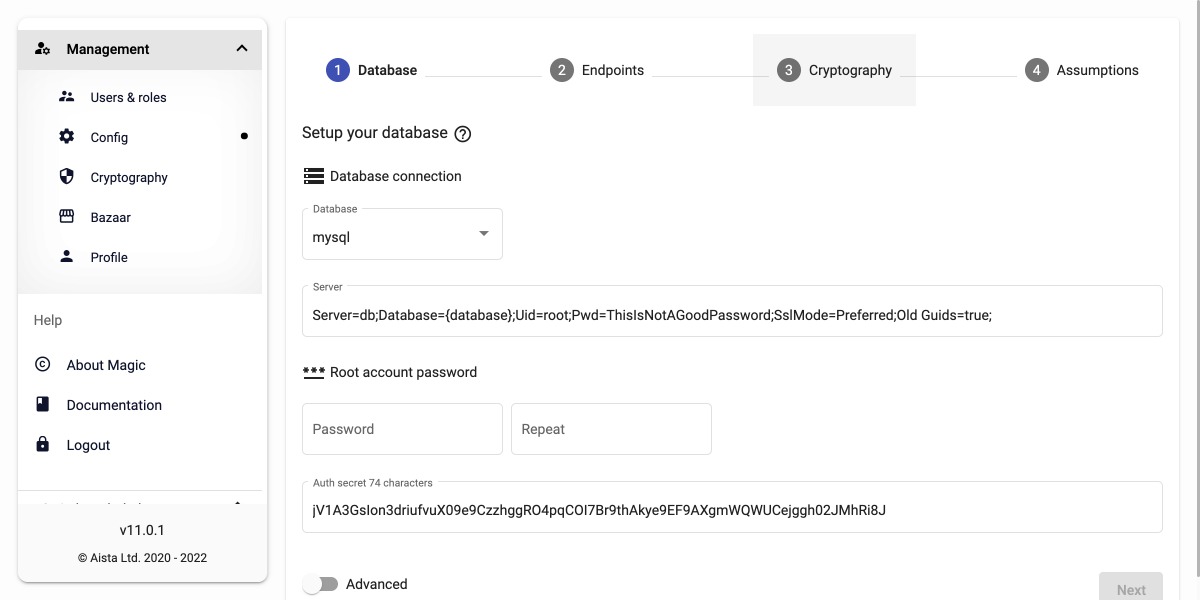 Management
Users & roles
Config
Cryptography
Bazaar
Profile
Help
About Magic
Documentation
Logout
v11.0.1
© Aista Ltd. 2020 - 2022
1 Database 2 Endpoints 3 Cryptography 4 Assumptions
Setup your database
Database connection
Database
mysql
Server
Server=db;Database={database};Uid=root;Pwd=ThisIsNotAGoodPassword;SslMode=Preferred;Old Guids=true;
Root account password
Password Repeat
Auth secret 74 characters
jV1A3GsIon3driufvuX09e9CzzhggRO4pqCOI7Br9thAkye9EF9AXgmWQWUCejggh02JMhRi8J
Advanced
Next